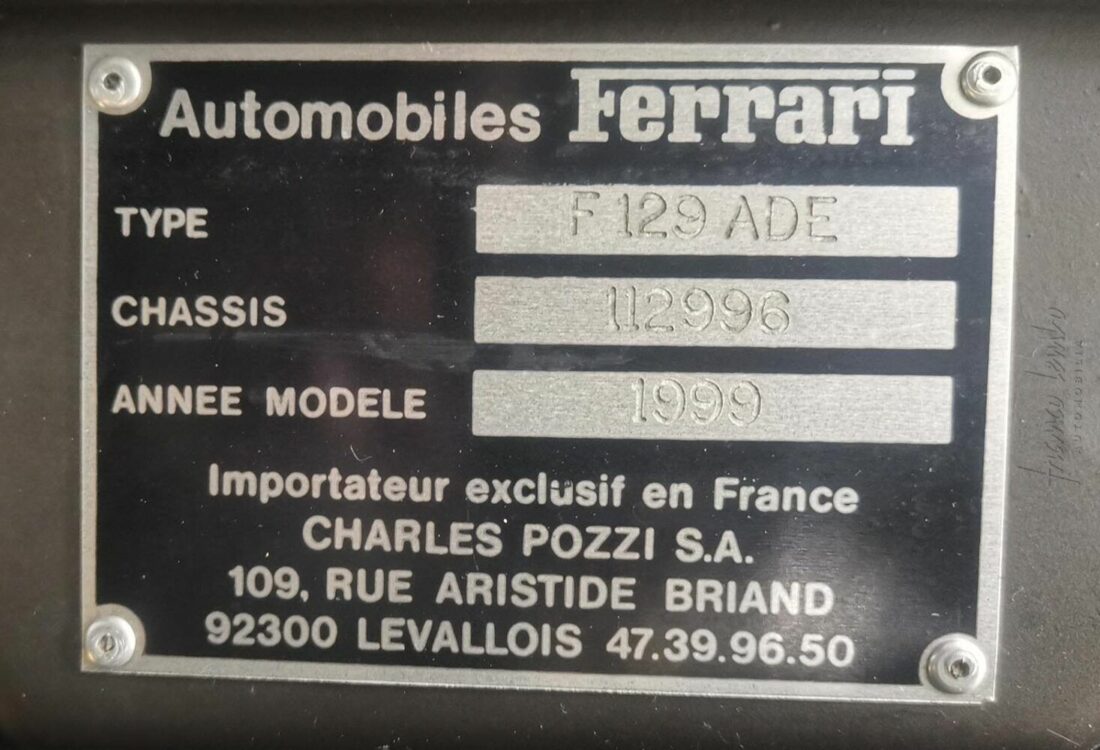 Automobiles Ferrari
TYPE F 129 ADE
CHASSIS 112996
ANNEE MODELE 1999
Importateur exclusif en France
CHARLES POZZI S.A.
109, RUE ARISTIDE BRIAND
92300 LEVALLOIS 47.39.96.50